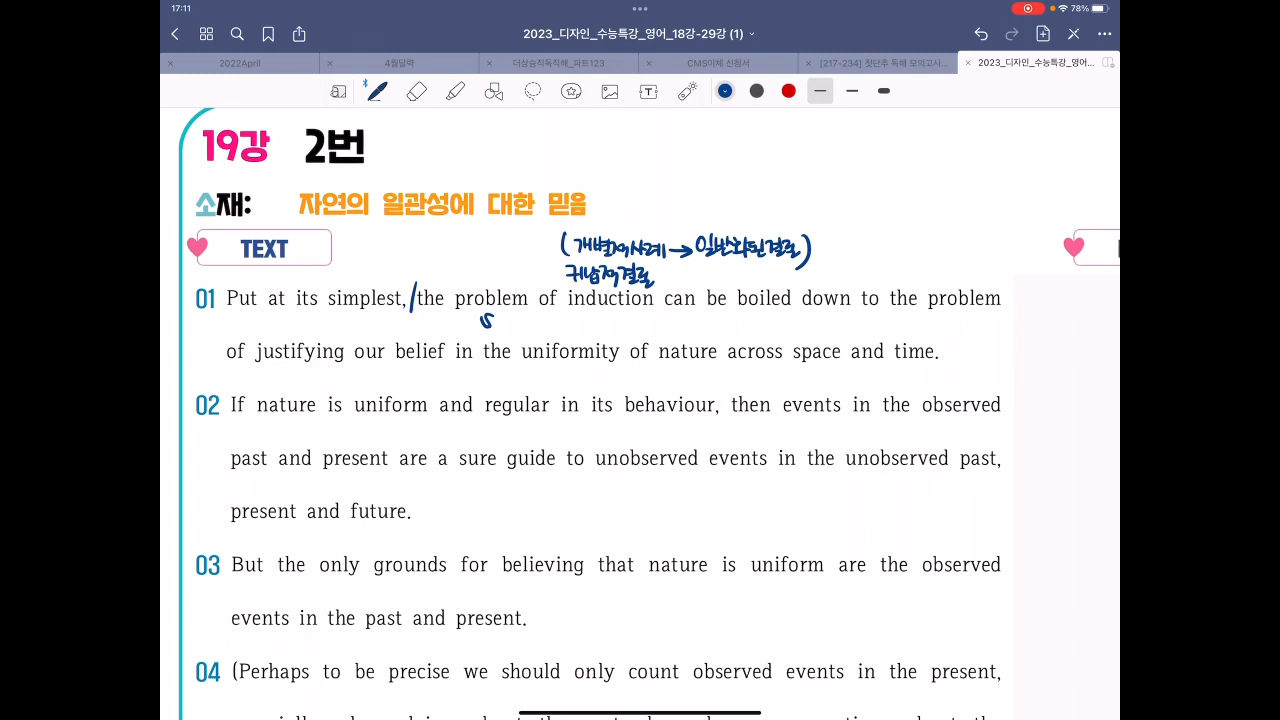 17:11
78%
2023_디자인_수능특강_영어_18강-29강 (1)
2022April
4월달력
더상승직독직해_파트123
CMS이체 신청서
[217-234] 첫단추 독해 모의고사...
2023_디자인_수능특강_영어...
19강 2번
소재: 자연의 일관성에 대한 믿음
TEXT
(개별적 사례 → 일반화된 결론)
귀납적 결론
01 Put at its simplest, / the problem of induction can be boiled down to the problem
S
of justifying our belief in the uniformity of nature across space and time.
02 If nature is uniform and regular in its behaviour, then events in the observed
past and present are a sure guide to unobserved events in the unobserved past,
present and future.
03 But the only grounds for believing that nature is uniform are the observed
events in the past and present.
04 (Perhaps to be precise we should only count observed events in the present,